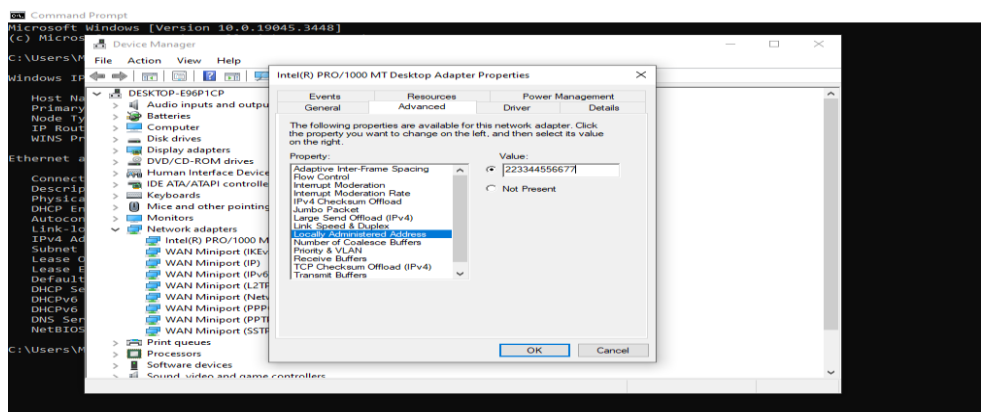 Command Prompt
Microsoft Windows [Version 10.0.19045.3448]
(c) Micros
C:\Users\M
Windows IP
Host Na
Primary
Node Ty
IP Rout
WINS Pr
Ethernet a
Connect
Descrip
Physica
DHCP En
Autocon
Link-lo
IPv4 Ad
Subnet
Lease O
Lease E
Default
DHCP Se
DHCPv6
DHCPv6
DNS Ser
NetBIOS
C:\Users\M
Device Manager
File Action View Help
DESKTOP-E96P1CP
Audio inputs and outpu
Batteries
Computer
Disk drives
Display adapters
DVD/CD-ROM drives
Human Interface Device
IDE ATA/ATAPI controlle
Keyboards
Mice and other pointing
Monitors
Network adapters
Intel(R) PRO/1000 M
WAN Miniport (IKEv
WAN Miniport (IP)
WAN Miniport (IPv6
WAN Miniport (L2TP
WAN Miniport (Netw
WAN Miniport (PPP
WAN Miniport (PPTP
WAN Miniport (SSTP
Print queues
Processors
Software devices
Sound, video and game controllers
Intel(R) PRO/1000 MT Desktop Adapter Properties
Events Resources Power Management
General Advanced Driver Details
The following properties are available for this network adapter. Click
the property you want to change on the left, and then select its value
on the right.
Property:
Adaptive Inter-Frame Spacing
Flow Control
Interrupt Moderation
Interrupt Moderation Rate
IPv4 Checksum Offload
Jumbo Packet
Large Send Offload (IPv4)
Link Speed & Duplex
Locally Administered Address
Number of Coalesce Buffers
Priority & VLAN
Receive Buffers
TCP Checksum Offload (IPv4)
Transmit Buffers
Value:
223344556677
Not Present
OK Cancel